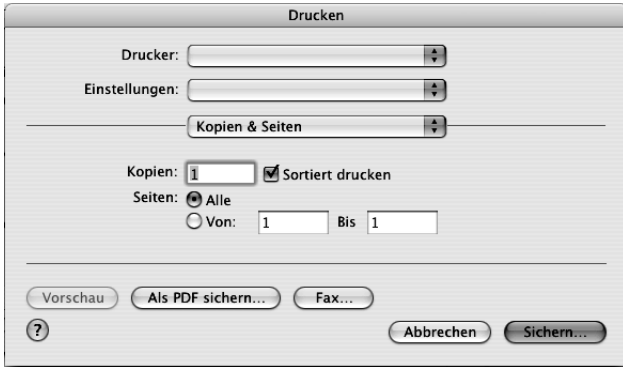 Drucken
Drucker:
Einstellungen:
Kopien & Seiten
Kopien: 1 Sortiert drucken
Seiten: Alle
Von: 1 Bis 1
Vorschau Als PDF sichern... Fax...
? Abbrechen Sichern...